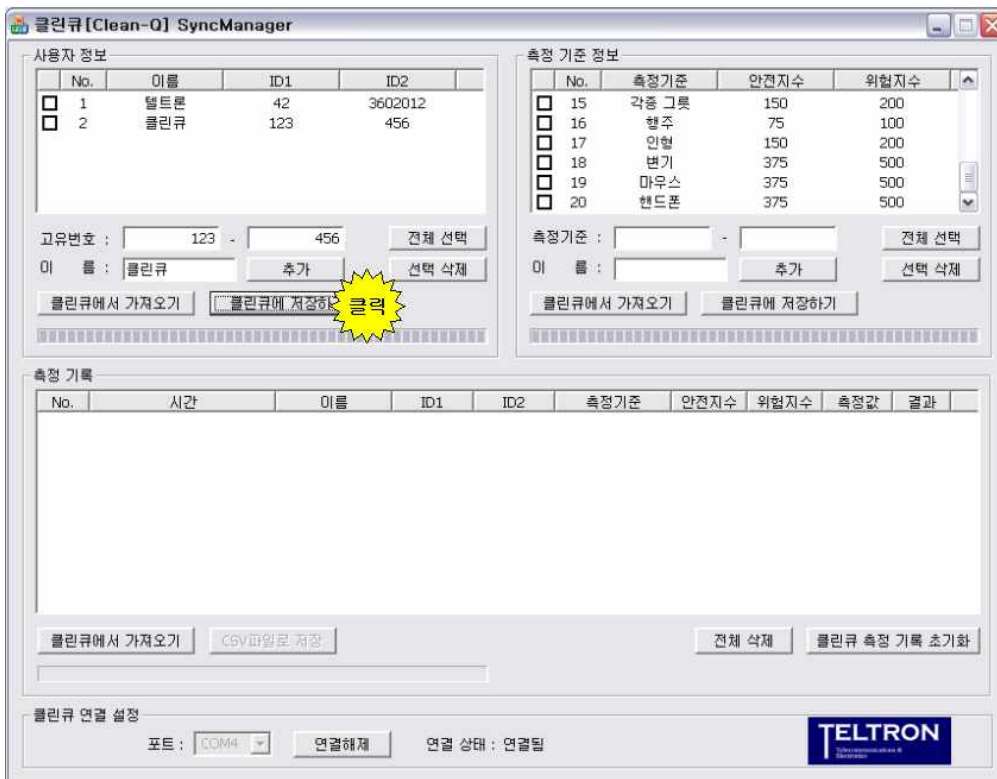 클린큐[Clean-Q] SyncManager
사용자 정보
No. 이름 ID1 ID2
1 텔트론 42 3602012
2 클린큐 123 456
고유번호 : 123 - 456 전체 선택
이 름 : 클린큐 추가 선택 삭제
클린큐에서 가져오기 클린큐에 저장하 클릭
측정 기준 정보
No. 측정기준 안전지수 위험지수
15 각종 그릇 150 200
16 행주 75 100
17 인형 150 200
18 변기 375 500
19 마우스 375 500
20 핸드폰 375 500
측정기준 : - 전체 선택
이 름 : 추가 선택 삭제
클린큐에서 가져오기 클린큐에 저장하기
측정 기록
No. 시간 이름 ID1 ID2 측정기준 안전지수 위험지수 측정값 결과
클린큐에서 가져오기 CSV파일로 저장 전체 삭제 클린큐 측정 기록 초기화
클린큐 연결 설정
포트 : COM4 연결해제 연결 상태 : 연결됨
TELTRON
Telecommunications &
Electronics